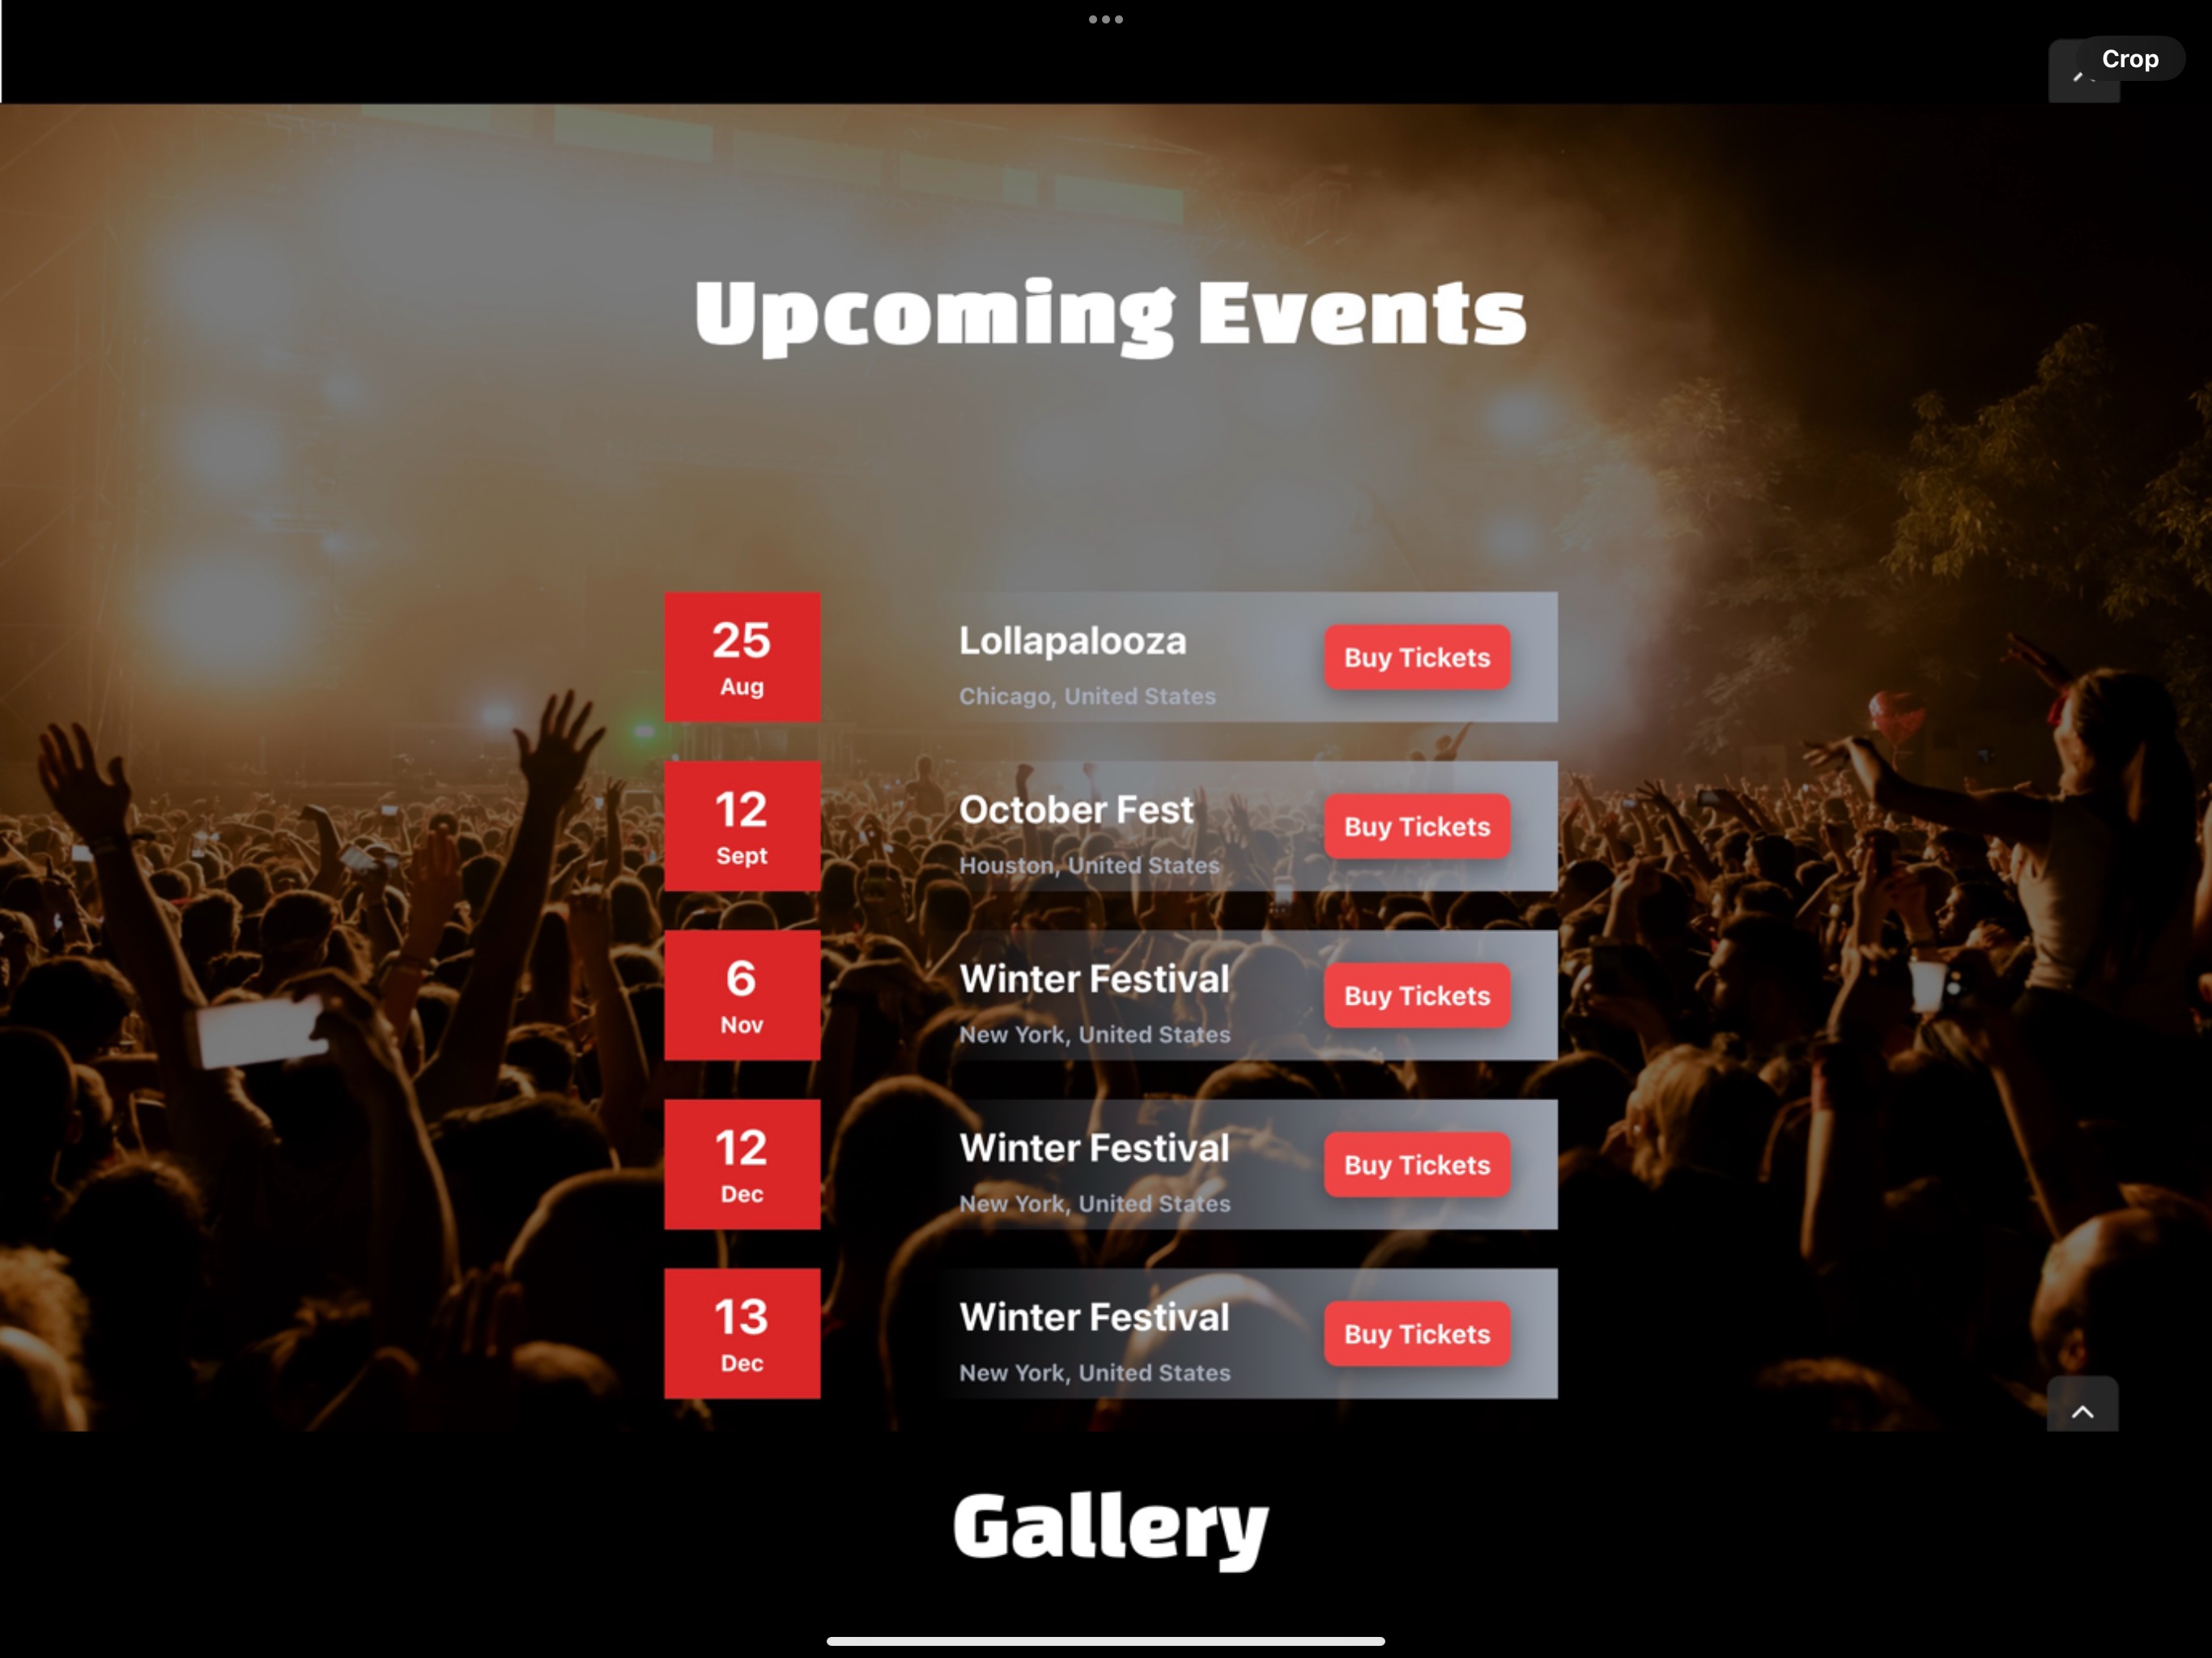 Crop
Upcoming Events
25
Aug
Lollapalooza
Chicago, United States
Buy Tickets
12
Sept
October Fest
Houston, United States
Buy Tickets
6
Nov
Winter Festival
New York, United States
Buy Tickets
12
Dec
Winter Festival
New York, United States
Buy Tickets
13
Dec
Winter Festival
New York, United States
Buy Tickets
Gallery